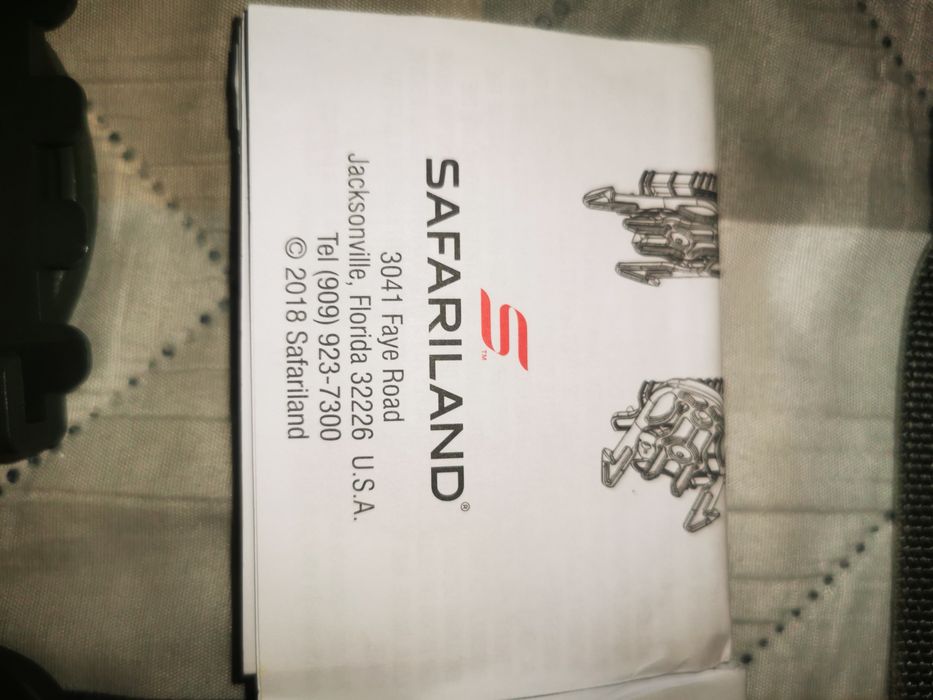 SAFARILAND®
3041 Faye Road
Jacksonville, Florida 32226 U.S.A.
Tel (909) 923-7300
© 2018 Safariland